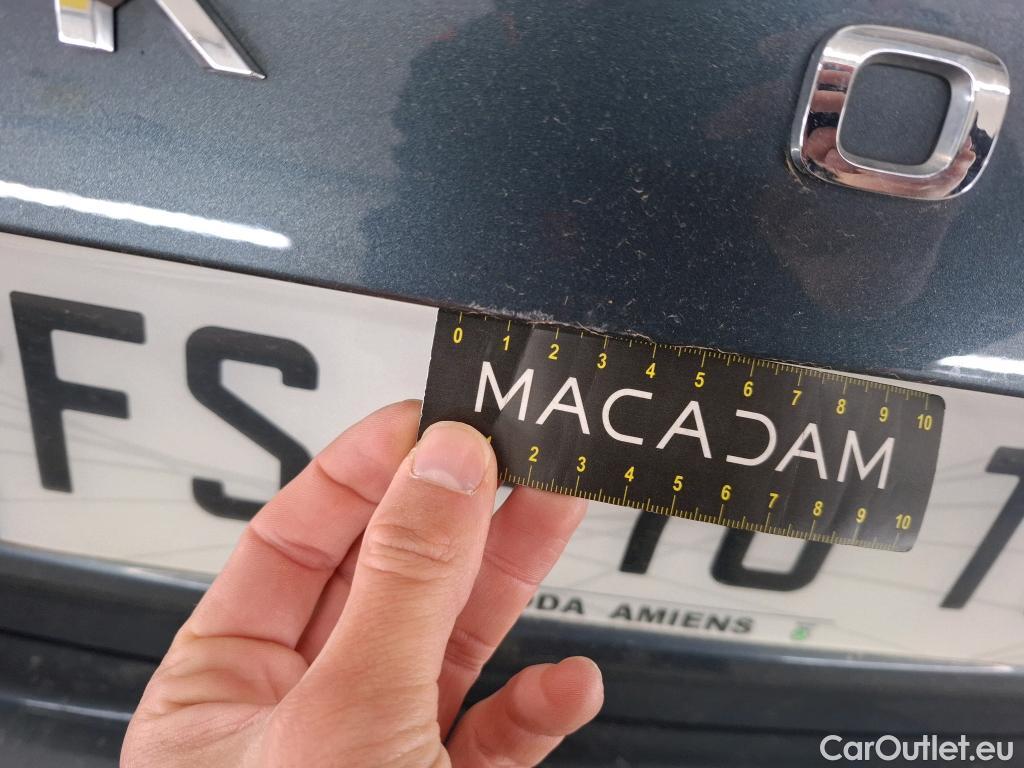 K O
FS
0 1 2 3 4 5 6 7 8 9 10
MACADAM
2 3 4 5 6 7 8 9 10
ODA AMIENS
CarOutlet.eu